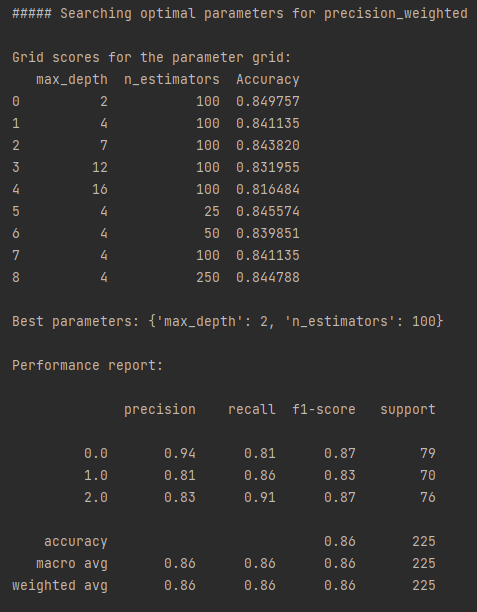 ##### Searching optimal parameters for precision_weighted
Grid scores for the parameter grid:
   max_depth  n_estimators  Accuracy
0          2           100  0.849757
1          4           100  0.841135
2          7           100  0.843820
3         12           100  0.831955
4         16           100  0.816484
5          4            25  0.845574
6          4            50  0.839851
7          4           100  0.841135
8          4           250  0.844788
Best parameters: {'max_depth': 2, 'n_estimators': 100}
Performance report:
              precision    recall  f1-score   support
         0.0       0.94      0.81      0.87        79
         1.0       0.81      0.86      0.83        70
         2.0       0.83      0.91      0.87        76
    accuracy                           0.86       225
   macro avg       0.86      0.86      0.86       225
weighted avg       0.86      0.86      0.86       225